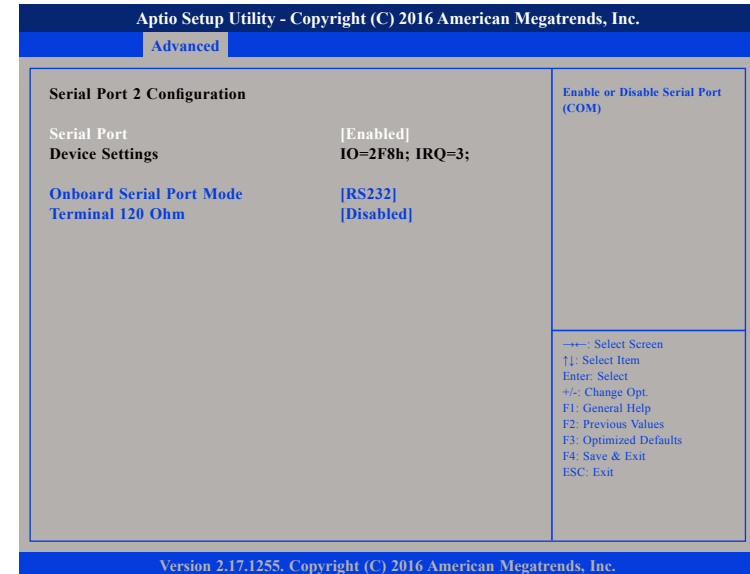 Aptio Setup Utility - Copyright (C) 2016 American Megatrends, Inc.
Advanced
Serial Port 2 Configuration
Serial Port [Enabled]
Device Settings IO=2F8h; IRQ=3;
Onboard Serial Port Mode [RS232]
Terminal 120 Ohm [Disabled]
Enable or Disable Serial Port
(COM)
→←: Select Screen
↑↓: Select Item
Enter: Select
+/-: Change Opt.
F1: General Help
F2: Previous Values
F3: Optimized Defaults
F4: Save & Exit
ESC: Exit
Version 2.17.1255. Copyright (C) 2016 American Megatrends, Inc.